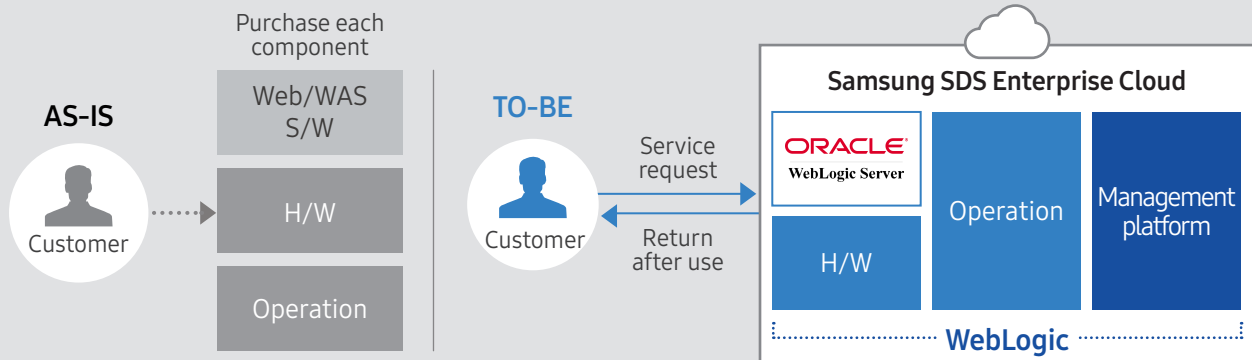 AS-IS
Customer
Purchase each
component
Web/WAS
S/W
H/W
Operation
TO-BE
Customer
Service
request
Return
after use
Samsung SDS Enterprise Cloud
ORACLE®
WebLogic Server
H/W
Operation
Management
platform
WebLogic